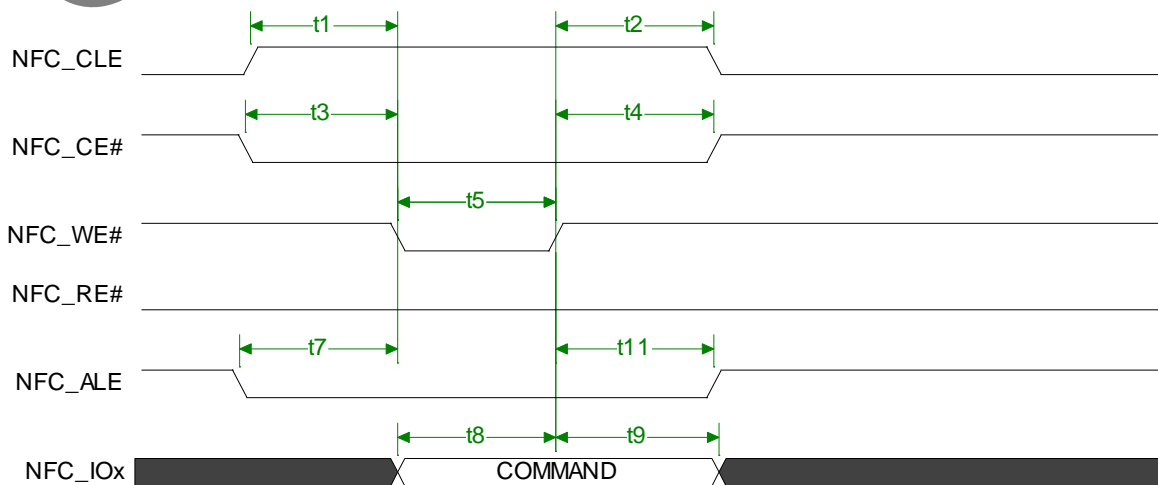 t1 t2
NFC_CLE
t3 t4
NFC_CE#
t5
NFC_WE#
NFC_RE#
t7 t11
NFC_ALE
t8 t9
NFC_IOx COMMAND